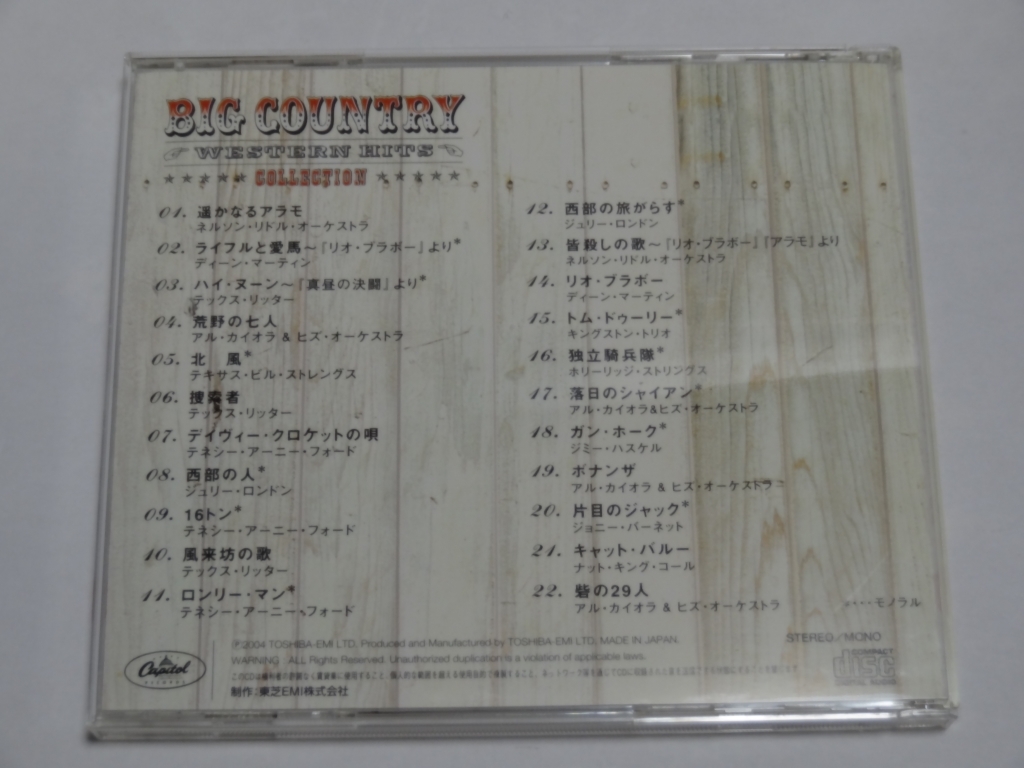 BIG COUNTRY
WESTERN HITS
★★★★★ COLLECTION ★★★★★
01. 遥かなるアラモ
ネルソン・リドル・オーケストラ
02. ライフルと愛馬~『リオ・ブラボー』より*
ディーン・マーティン
03. ハイ・ヌーン~『真昼の決闘』より*
テックス・リッター
04. 荒野の七人
アル・カイオラ & ヒズ・オーケストラ
05. 北 風*
テキサス・ビル・ストレングス
06. 捜索者
テックス・リッター
07. デイヴィー・クロケットの唄
テネシー・アーニー・フォード
08. 西部の人*
ジュリー・ロンドン
09. 16トン*
テネシー・アーニー・フォード
10. 風来坊の歌
テックス・リッター
11. ロンリー・マン*
テネシー・アーニー・フォード
12. 西部の旅がらす*
ジュリー・ロンドン
13. 皆殺しの歌~『リオ・ブラボー』『アラモ』より
ネルソン・リドル・オーケストラ
14. リオ・ブラボー
ディーン・マーティン
15. トム・ドゥーリー*
キングストン・トリオ
16. 独立騎兵隊*
ホリーリッジ・ストリングス
17. 落日のシャイアン*
アル・カイオラ&ヒズ・オーケストラ
18. ガン・ホーク*
ジミー・ハスケル
19. ボナンザ
アル・カイオラ & ヒズ・オーケストラ
20. 片目のジャック*
ジョニー・バーネット
21. キャット・バルー
ナット・キング・コール
22. 砦の29人
アル・カイオラ & ヒズ・オーケストラ
*・・・・モノラル
Ⓟ2004 TOSHIBA-EMI LTD. Produced and Manufactured by TOSHIBA-EMI LTD. MADE IN JAPAN.
STEREO/MONO
WARNING : ALL Rights Reserved. Unauthorized duplication is a violation of applicable laws.
制作:東芝EMI株式会社
Capitol
RECORDS
COMPACT
disc